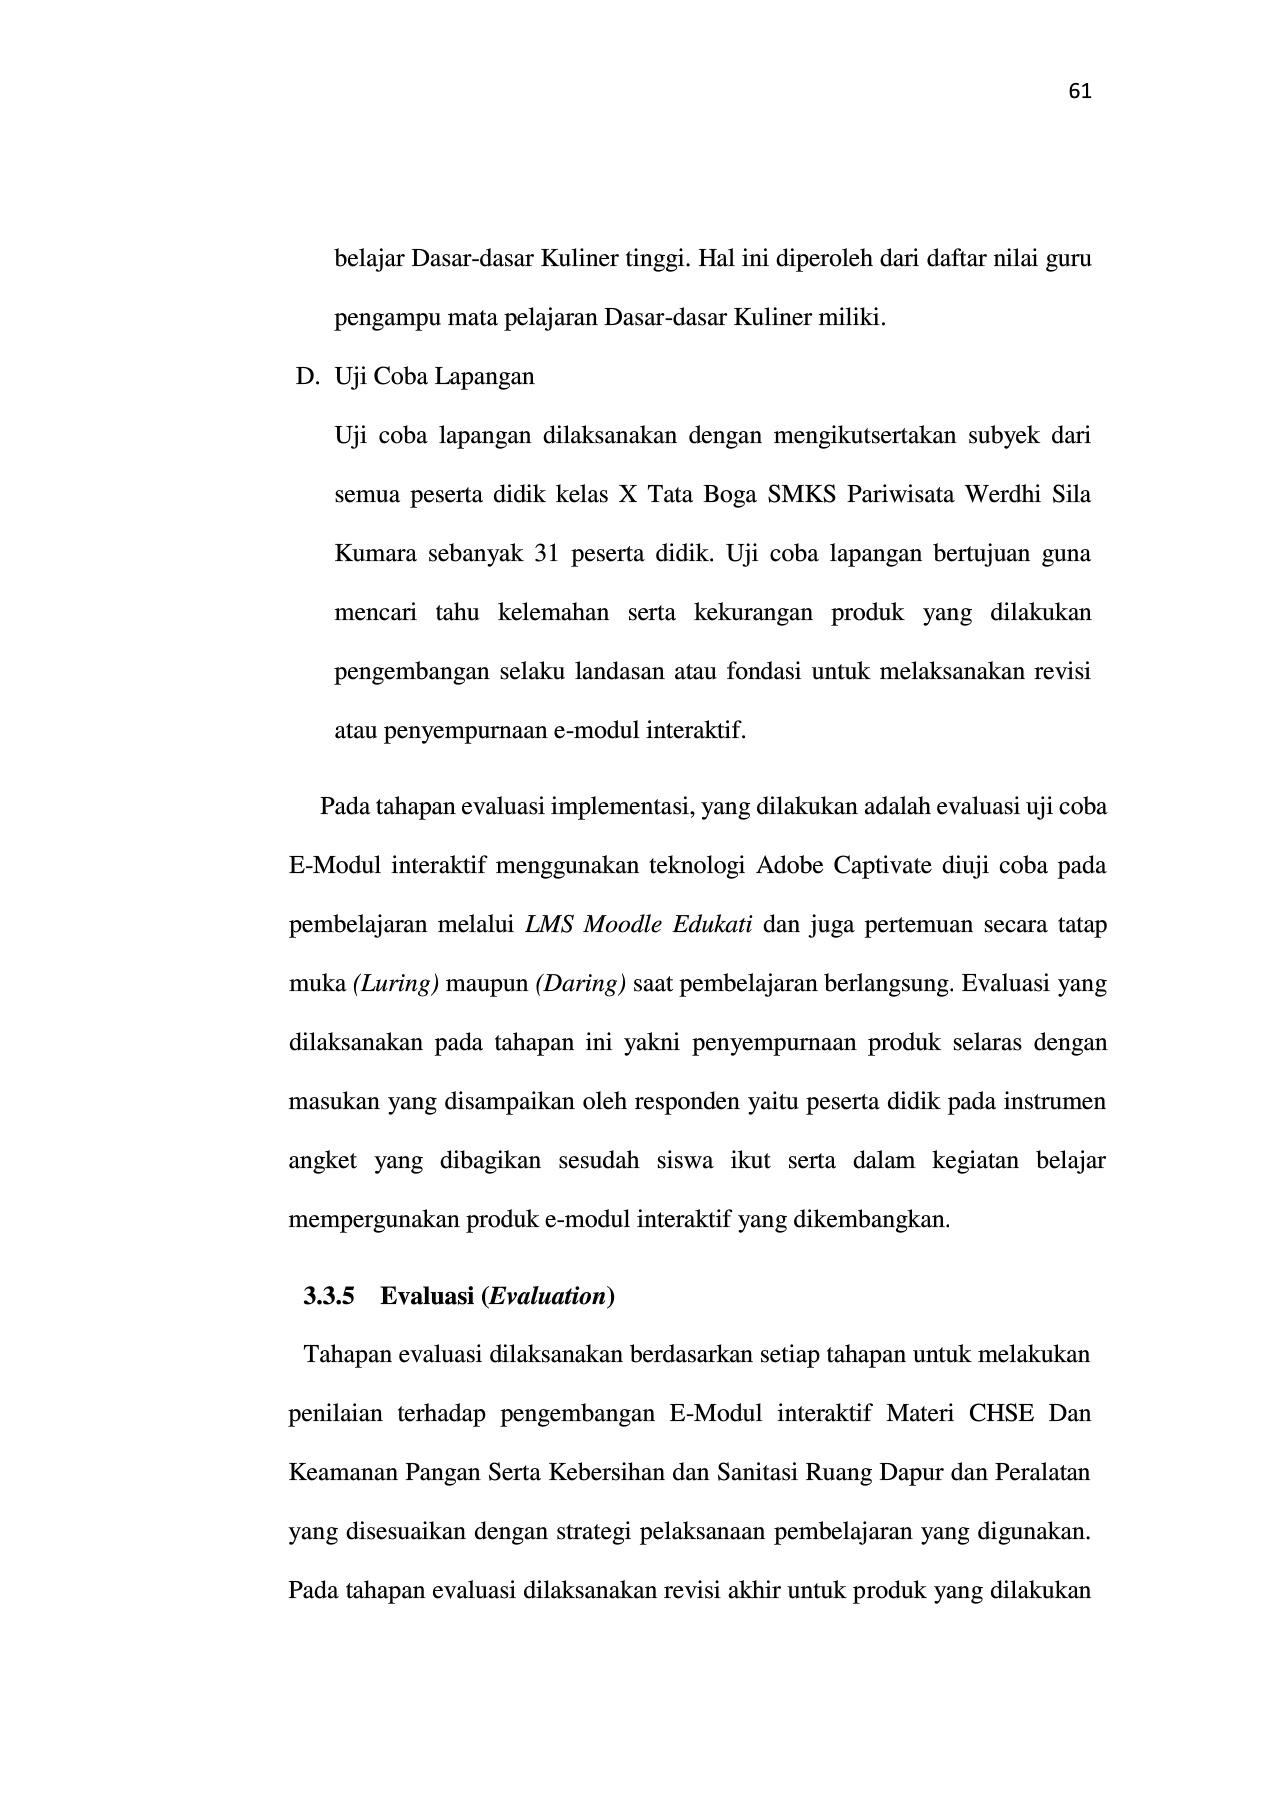 61
belajar Dasar-dasar Kuliner tinggi. Hal ini diperoleh dari daftar nilai guru
pengampu mata pelajaran Dasar-dasar Kuliner miliki.
D. Uji Coba Lapangan
Uji coba lapangan dilaksanakan dengan mengikutsertakan subyek dari
semua peserta didik kelas X Tata Boga SMKS Pariwisata Werdhi Sila
Kumara sebanyak 31 peserta didik. Uji coba lapangan bertujuan guna
mencari tahu kelemahan serta kekurangan produk yang dilakukan
pengembangan selaku landasan atau fondasi untuk melaksanakan revisi
atau penyempurnaan e-modul interaktif.
Pada tahapan evaluasi implementasi, yang dilakukan adalah evaluasi uji coba
E-Modul interaktif menggunakan teknologi Adobe Captivate diuji coba pada
pembelajaran melalui LMS Moodle Edukati dan juga pertemuan secara tatap
muka (Luring) maupun (Daring) saat pembelajaran berlangsung. Evaluasi yang
dilaksanakan pada tahapan ini yakni penyempurnaan produk selaras dengan
masukan yang disampaikan oleh responden yaitu peserta didik pada instrumen
angket yang dibagikan sesudah siswa ikut serta dalam kegiatan belajar
mempergunakan produk e-modul interaktif yang dikembangkan.
3.3.5 Evaluasi (Evaluation)
Tahapan evaluasi dilaksanakan berdasarkan setiap tahapan untuk melakukan
penilaian terhadap pengembangan E-Modul interaktif Materi CHSE Dan
Keamanan Pangan Serta Kebersihan dan Sanitasi Ruang Dapur dan Peralatan
yang disesuaikan dengan strategi pelaksanaan pembelajaran yang digunakan.
Pada tahapan evaluasi dilaksanakan revisi akhir untuk produk yang dilakukan